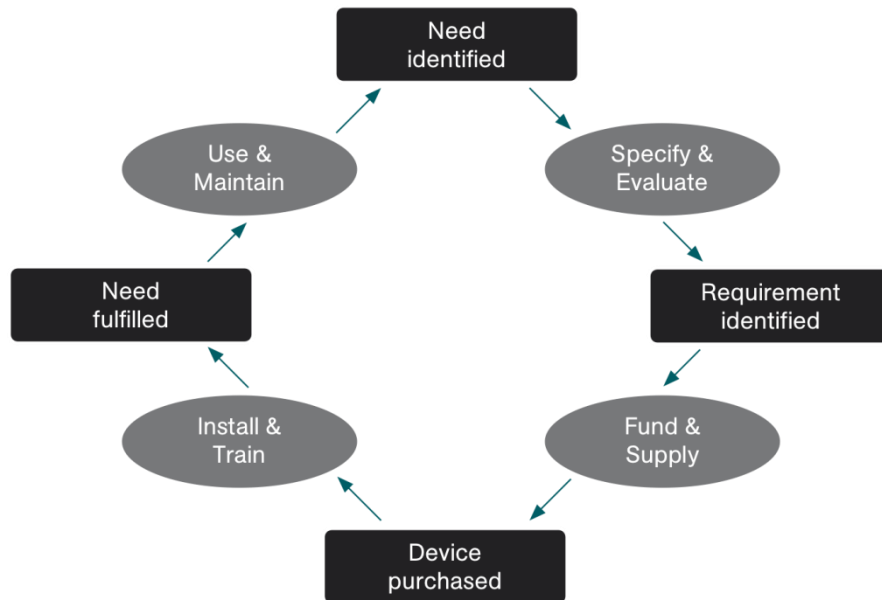 Need
identified
Use &
Maintain
Specify &
Evaluate
Need
fulfilled
Requirement
identified
Install &
Train
Fund &
Supply
Device
purchased